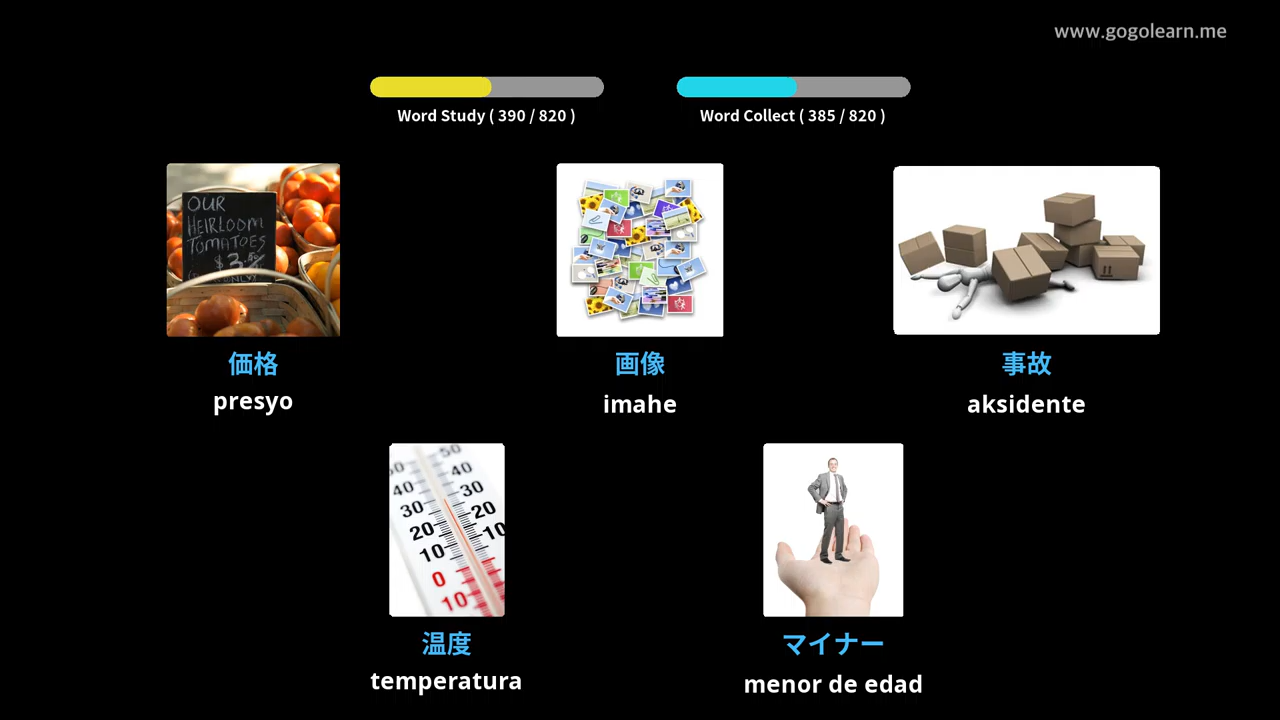 www.gogolearn.me
Word Study ( 390 / 820 )
Word Collect ( 385 / 820 )
OUR
HEIRLOOM
TOMATOES
価格
presyo
画像
imahe
事故
aksidente
50
40
40
30
30
20
20
10
10
0
10
温度
temperatura
マイナー
menor de edad